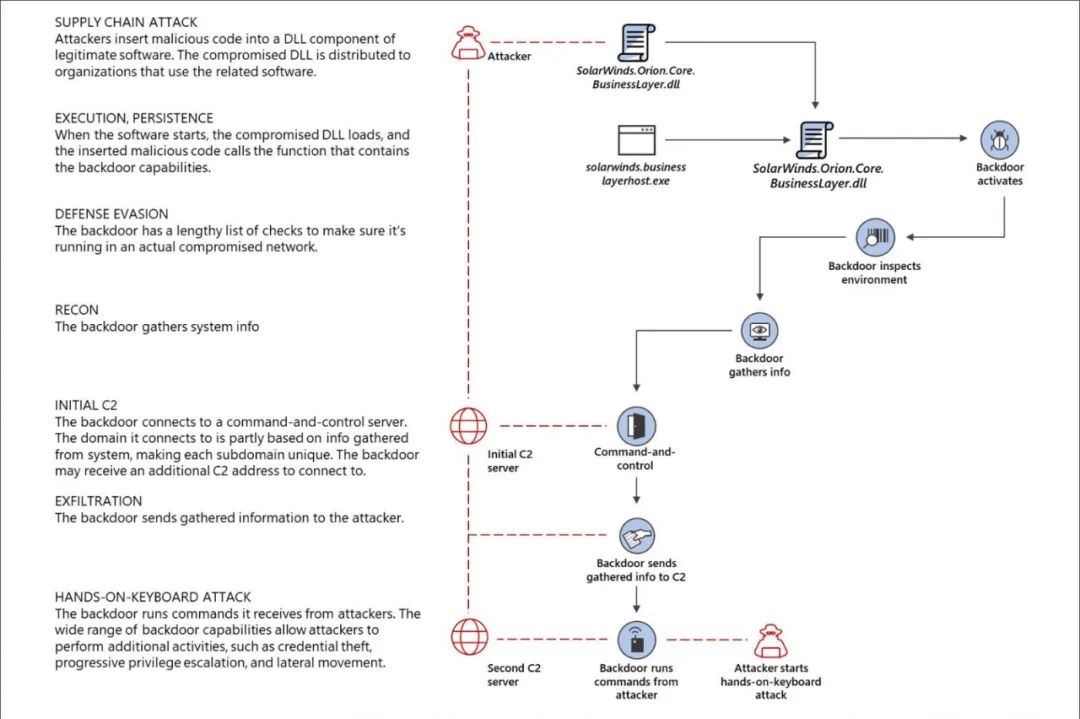 SUPPLY CHAIN ATTACK
Attackers insert malicious code into a DLL component of
legitimate software. The compromised DLL is distributed to
organizations that use the related software.
EXECUTION, PERSISTENCE
When the software starts, the compromised DLL loads, and
the inserted malicious code calls the function that contains
the backdoor capabilities.
DEFENSE EVASION
The backdoor has a lengthy list of checks to make sure it's
running in an actual compromised network.
RECON
The backdoor gathers system info
INITIAL C2
The backdoor connects to a command-and-control server.
The domain it connects to is partly based on info gathered
from system, making each subdomain unique. The backdoor
may receive an additional C2 address to connect to.
EXFILTRATION
The backdoor sends gathered information to the attacker.
HANDS-ON-KEYBOARD ATTACK
The backdoor runs commands it receives from attackers. The
wide range of backdoor capabilities allow attackers to
perform additional activities, such as credential theft,
progressive privilege escalation, and lateral movement.
Attacker
SolarWinds.Orion.Core.
BusinessLayer.dll
solarwinds.business
layerhost.exe
SolarWinds.Orion.Core.
BusinessLayer.dll
Backdoor
activates
Backdoor inspects
environment
Backdoor
gathers info
Initial C2
server
Command-and-
control
Backdoor sends
gathered info to C2
Second C2
server
Backdoor runs
commands from
attacker
Attacker starts
hands-on-keyboard
attack